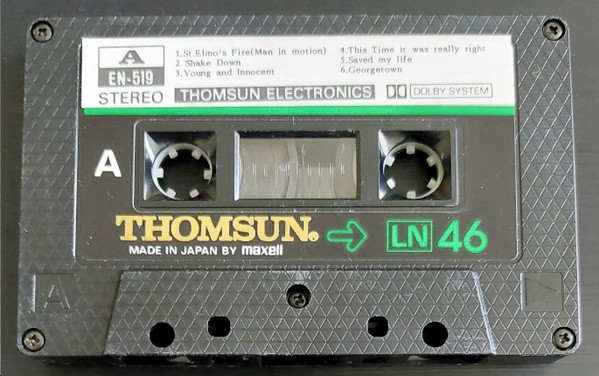 A
EN-519
STEREO
1.St.Elmo's Fire(Man in motion)
2 Shake Down
3.Young and Innocent
4.This Time it was really right
5.Saved my life
6.Georgetown
THOMSUN ELECTRONICS
DOLBY SYSTEM
A
THOMSUN.
MADE IN JAPAN BY maxell
LN 46
A